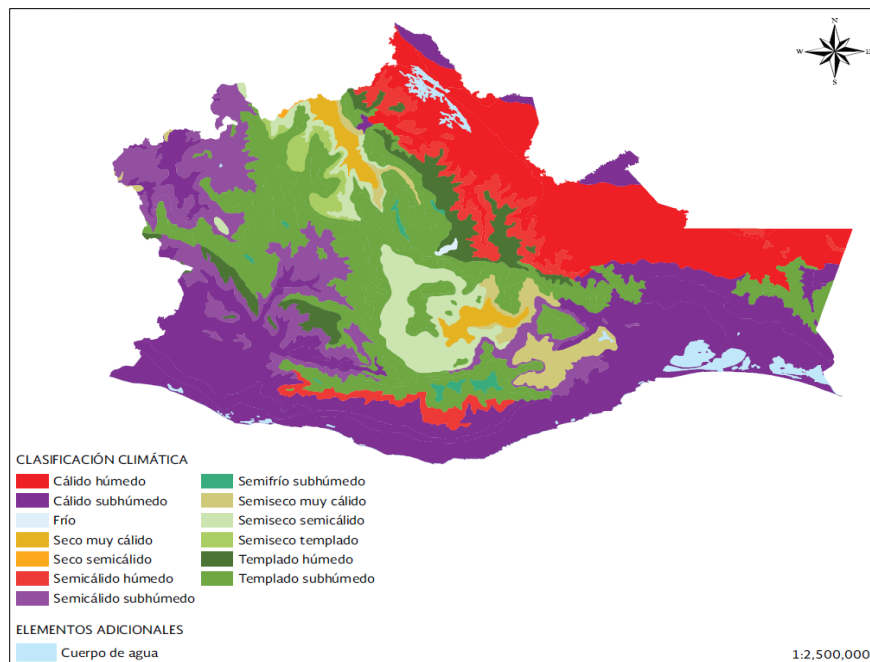 N
W E
S
CLASIFICACIÓN CLIMÁTICA
Cálido húmedo
Cálido subhúmedo
Frío
Seco muy cálido
Seco semicálido
Semicálido húmedo
Semicálido subhúmedo
Semifrío subhúmedo
Semiseco muy cálido
Semiseco semicálido
Semiseco templado
Templado húmedo
Templado subhúmedo
ELEMENTOS ADICIONALES
Cuerpo de agua
1:2,500,000